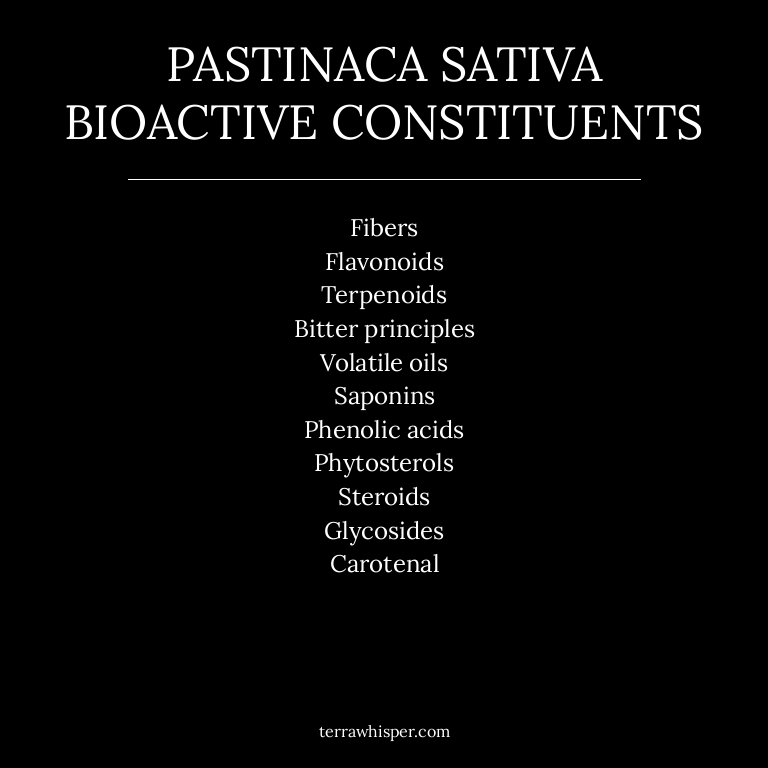 PASTINACA SATIVA
BIOACTIVE CONSTITUENTS
Fibers
Flavonoids
Terpenoids
Bitter principles
Volatile oils
Saponins
Phenolic acids
Phytosterols
Steroids
Glycosides
Carotenal
terrawhisper.com